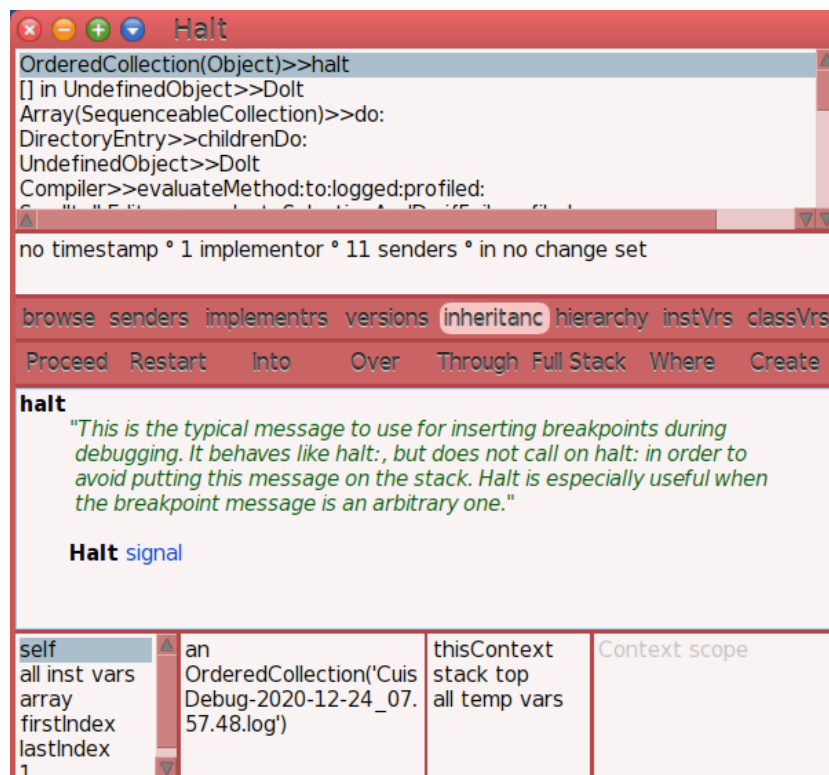 Halt
OrderedCollection(Object)>>halt
[] in UndefinedObject>>DoIt
Array(SequenceableCollection)>>do:
DirectoryEntry>>childrenDo:
UndefinedObject>>DoIt
Compiler>>evaluateMethod:to:logged:profiled:
no timestamp ° 1 implementor ° 11 senders ° in no change set
browse senders implementrs versions inheritanc hierarchy instVrs classVrs
Proceed Restart Into Over Through Full Stack Where Create
halt
"This is the typical message to use for inserting breakpoints during
debugging. It behaves like halt:, but does not call on halt: in order to
avoid putting this message on the stack. Halt is especially useful when
the breakpoint message is an arbitrary one."
Halt signal
self
all inst vars
array
firstIndex
lastIndex
1
an
OrderedCollection('Cuis
Debug-2020-12-24_07.
57.48.log')
thisContext
stack top
all temp vars
Context scope